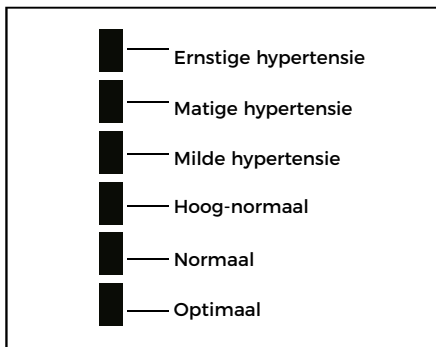 Ernstige hypertensie
Matige hypertensie
Milde hypertensie
Hoog-normaal
Normaal
Optimaal